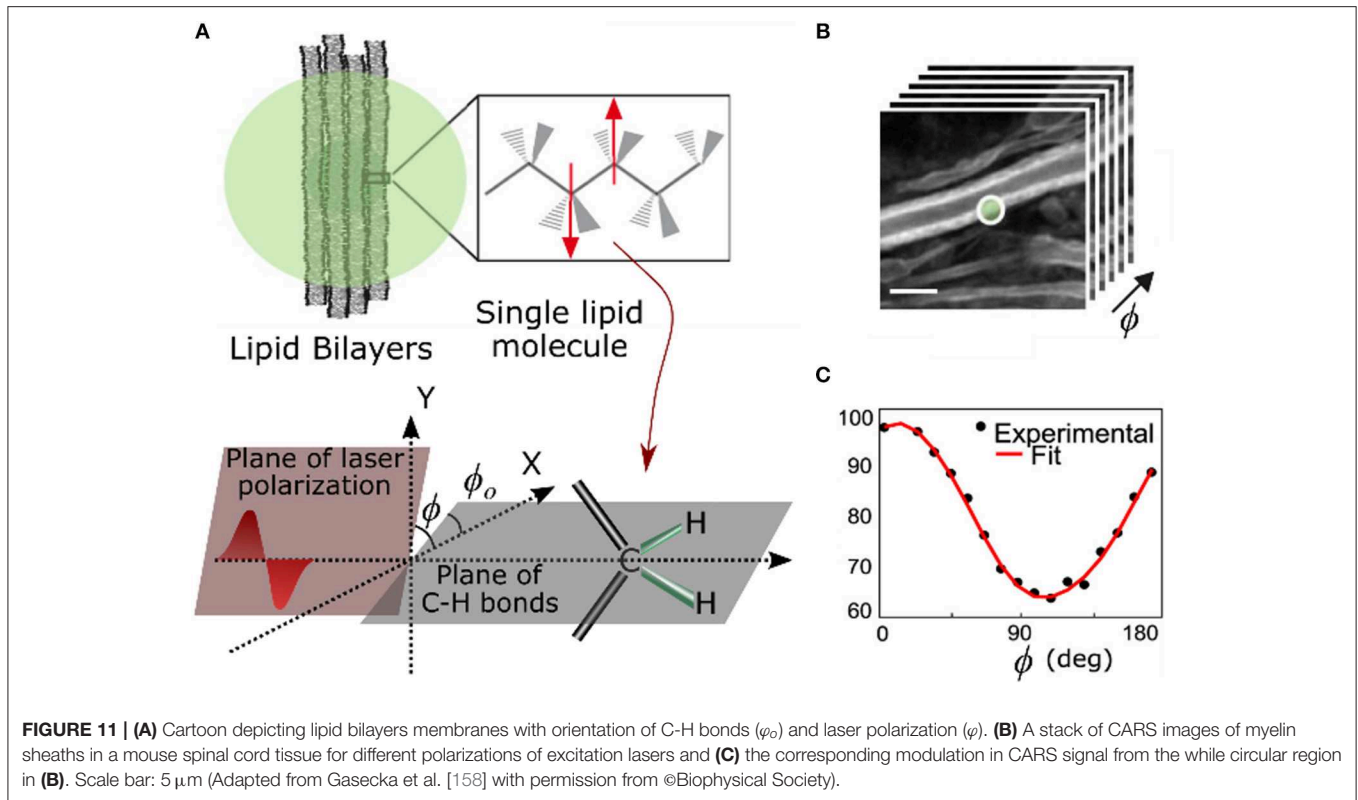 A
Lipid Bilayers
Single lipid
molecule
Y
Plane of laser
polarization
ϕ
ϕo
X
H
C
H
Plane of
C-H bonds
B
ϕ
C
100
90
80
70
60
Experimental
Fit
0
90
180
ϕ (deg)
FIGURE 11 | (A) Cartoon depicting lipid bilayers membranes with orientation of C-H bonds (φo) and laser polarization (φ). (B) A stack of CARS images of myelin
sheaths in a mouse spinal cord tissue for different polarizations of excitation lasers and (C) the corresponding modulation in CARS signal from the while circular region
in (B). Scale bar: 5 μm (Adapted from Gasecka et al. [158] with permission from ©Biophysical Society).